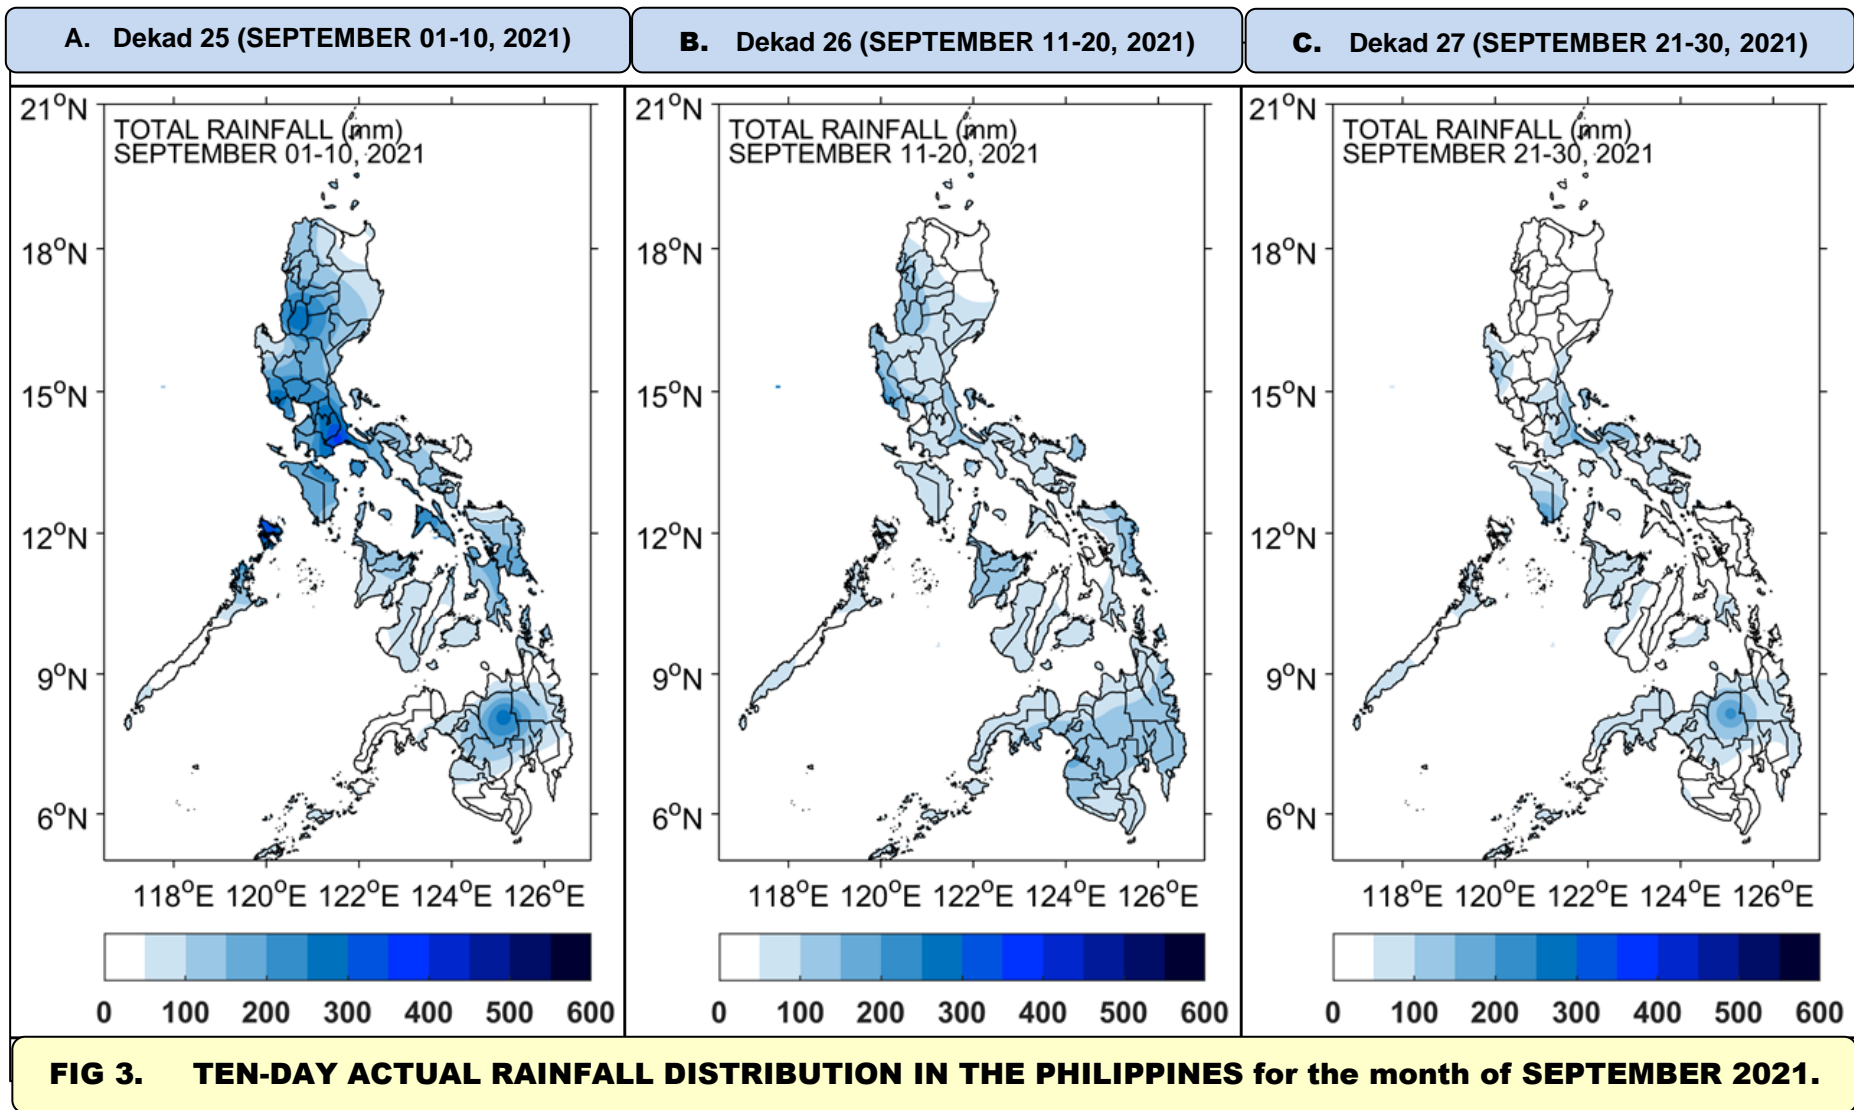 A. Dekad 25 (SEPTEMBER 01-10, 2021)
B. Dekad 26 (SEPTEMBER 11-20, 2021)
C. Dekad 27 (SEPTEMBER 21-30, 2021)
TOTAL RAINFALL (mm)
SEPTEMBER 01-10, 2021
21°N
18°N
15°N
12°N
9°N
6°N
118°E 120°E 122°E 124°E 126°E
0 100 200 300 400 500 600
TOTAL RAINFALL (mm)
SEPTEMBER 11-20, 2021
21°N
18°N
15°N
12°N
9°N
6°N
118°E 120°E 122°E 124°E 126°E
0 100 200 300 400 500 600
TOTAL RAINFALL (mm)
SEPTEMBER 21-30, 2021
21°N
18°N
15°N
12°N
9°N
6°N
118°E 120°E 122°E 124°E 126°E
0 100 200 300 400 500 600
FIG 3. TEN-DAY ACTUAL RAINFALL DISTRIBUTION IN THE PHILIPPINES for the month of SEPTEMBER 2021.